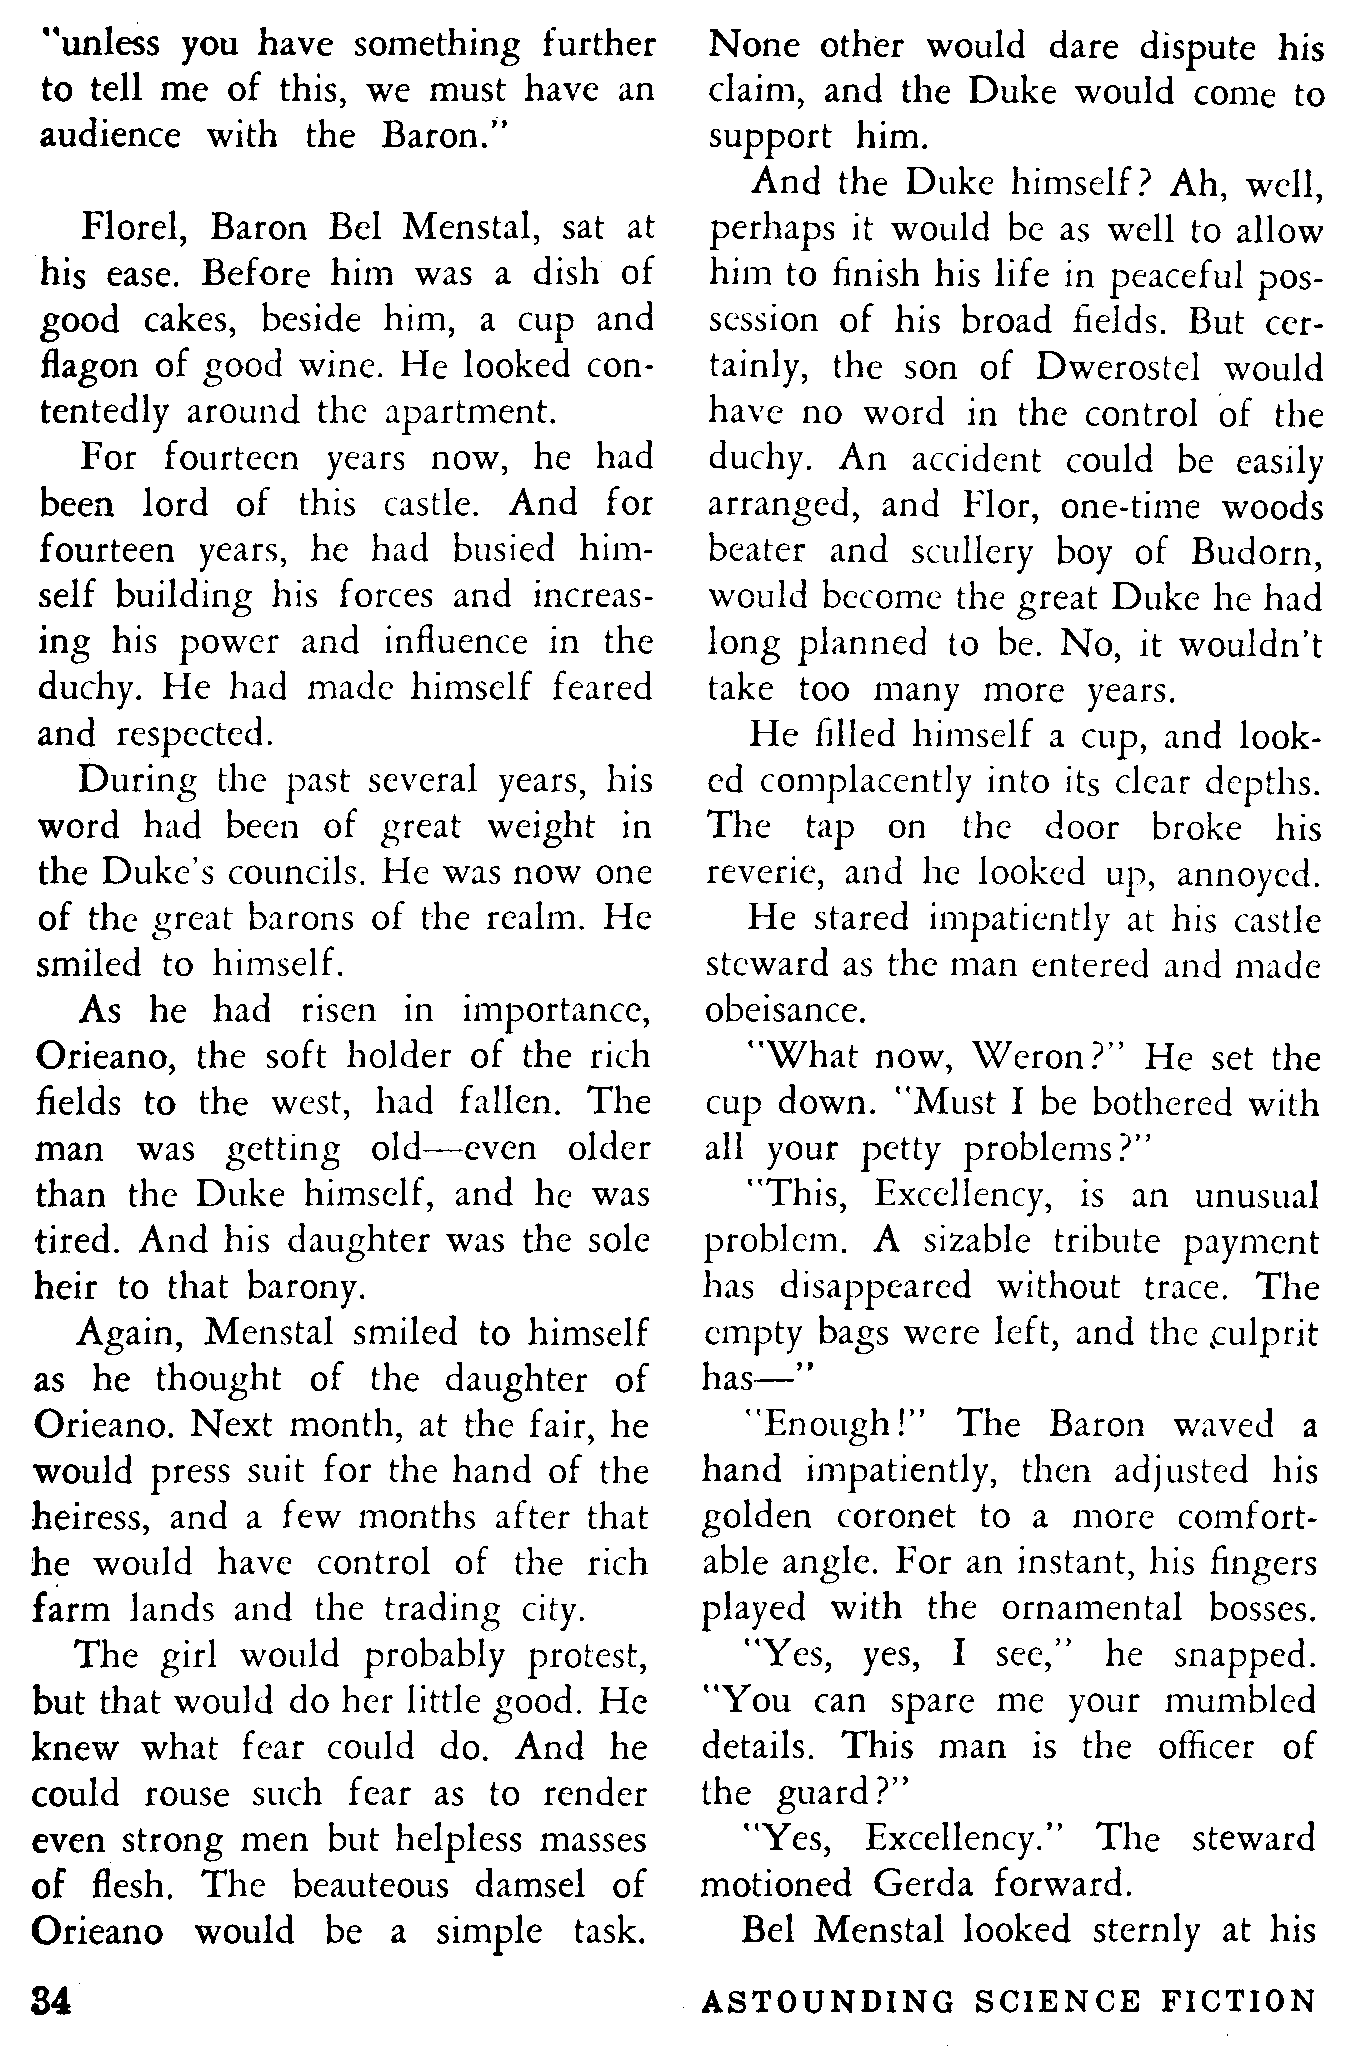 "unless you have something further
to tell me of this, we must have an
audience with the Baron."
Florel, Baron Bel Menstal, sat at
his ease. Before him was a dish of
good cakes, beside him, a cup and
flagon of good wine. He looked con-
tentedly around the apartment.
For fourteen years now, he had
been lord of this castle. And for
fourteen years, he had busied him-
self building his forces and increas-
ing his power and influence in the
duchy. He had made himself feared
and respected.
During the past several years, his
word had been of great weight in
the Duke's councils. He was now one
of the great barons of the realm. He
smiled to himself.
As he had risen in importance,
Orieano, the soft holder of the rich
fields to the west, had fallen. The
man was getting old—even older
than the Duke himself, and he was
tired. And his daughter was the sole
heir to that barony.
Again, Menstal smiled to himself
as he thought of the daughter of
Orieano. Next month, at the fair, he
would press suit for the hand of the
heiress, and a few months after that
he would have control of the rich
farm lands and the trading city.
The girl would probably protest,
but that would do her little good. He
knew what fear could do. And he
could rouse such fear as to render
even strong men but helpless masses
of flesh. The beauteous damsel of
Orieano would be a simple task.
None other would dare dispute his
claim, and the Duke would come to
support him.
And the Duke himself? Ah, well,
perhaps it would be as well to allow
him to finish his life in peaceful pos-
session of his broad fields. But cer-
tainly, the son of Dwerostel would
have no word in the control of the
duchy. An accident could be easily
arranged, and Flor, one-time woods
beater and scullery boy of Budorn,
would become the great Duke he had
long planned to be. No, it wouldn't
take too many more years.
He filled himself a cup, and look-
ed complacently into its clear depths.
The tap on the door broke his
reverie, and he looked up, annoyed.
He stared impatiently at his castle
steward as the man entered and made
obeisance.
"What now, Weron?" He set the
cup down. "Must I be bothered with
all your petty problems?"
"This, Excellency, is an unusual
problem. A sizable tribute payment
has disappeared without trace. The
empty bags were left, and the culprit
has—"
"Enough!" The Baron waved a
hand impatiently, then adjusted his
golden coronet to a more comfort-
able angle. For an instant, his fingers
played with the ornamental bosses.
"Yes, yes, I see," he snapped.
"You can spare me your mumbled
details. This man is the officer of
the guard?"
"Yes, Excellency." The steward
motioned Gerda forward.
Bel Menstal looked sternly at his
34
ASTOUNDING SCIENCE FICTION